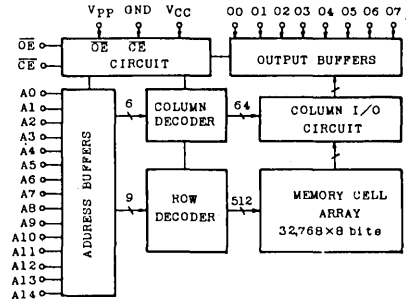 VPP GND VCC
O0 O1 O2 O3 O4 O5 O6 O7
OE
CE
OE CE
CIRCUIT
OUTPUT BUFFERS
A0
A1
A2
A3
A4
A5
A6
A7
A8
A9
A10
A11
A12
A13
A14
ADDRESS BUFFERS
6
COLUMN
DECODER
64
COLUMN I/O
CIRCUIT
9
ROW
DECODER
512
MEMORY CELL
ARRAY
32,768×8 bits